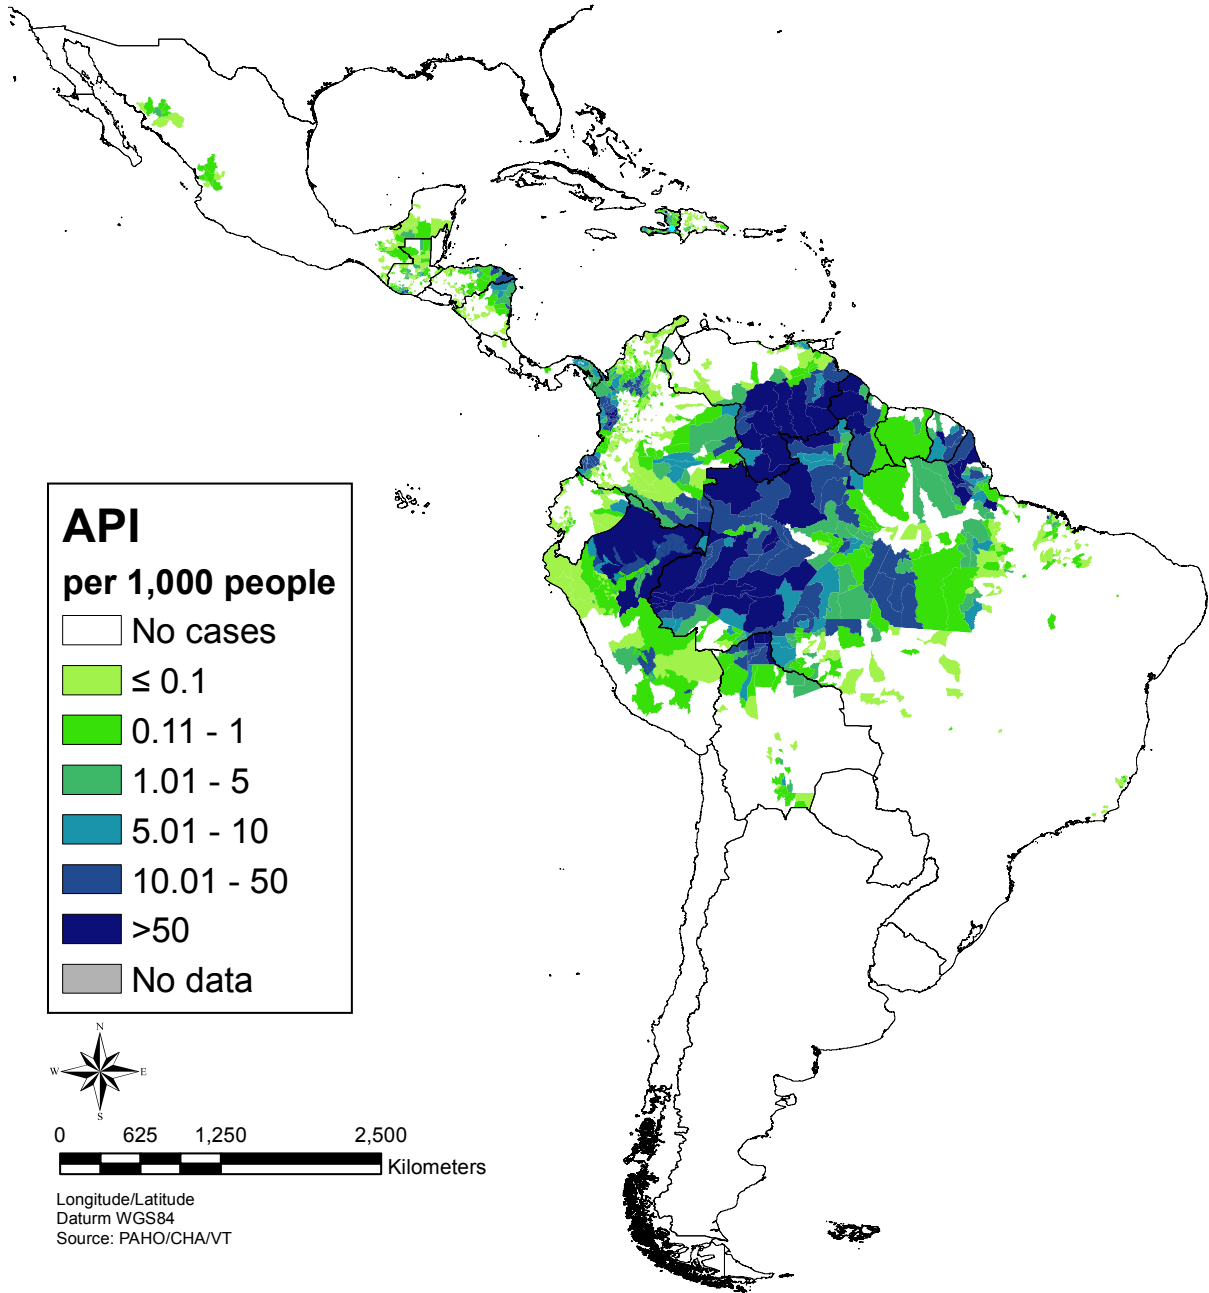 API
per 1,000 people
No cases
≤ 0.1
0.11 - 1
1.01 - 5
5.01 - 10
10.01 - 50
>50
No data
N
W E
S
0 625 1,250 2,500
Kilometers
Longitude/Latitude
Daturm WGS84
Source: PAHO/CHA/VT